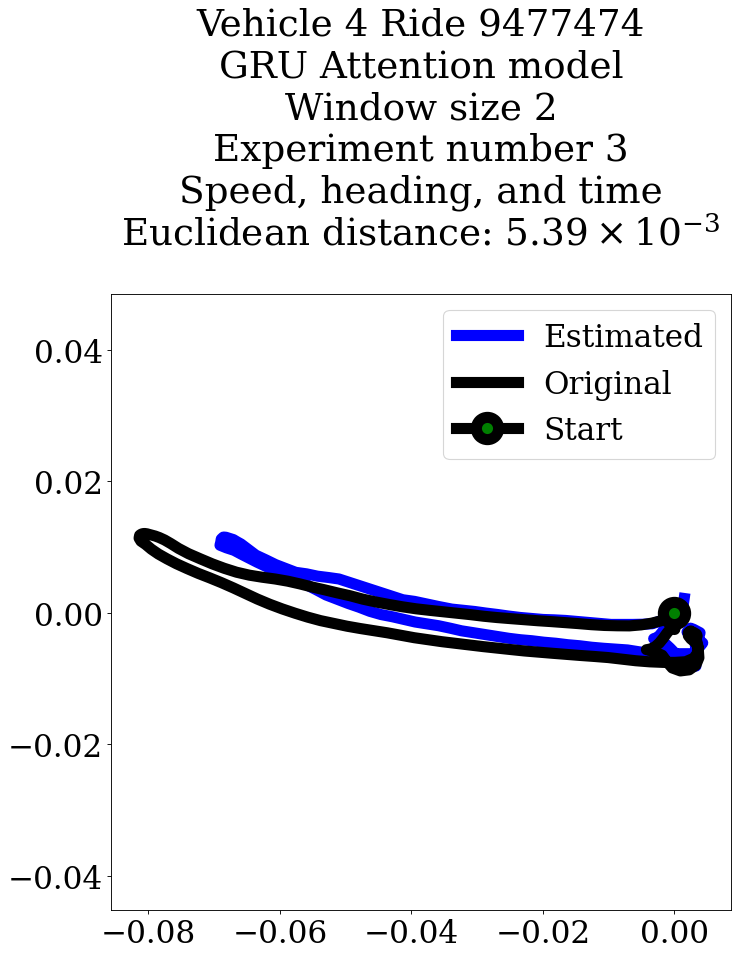 Vehicle 4 Ride 9477474
GRU Attention model
Window size 2
Experiment number 3
Speed, heading, and time
Euclidean distance: 5.39 × 10⁻³
Estimated
Original
Start
0.04
0.02
0.00
−0.02
−0.04
−0.08 −0.06 −0.04 −0.02 0.00